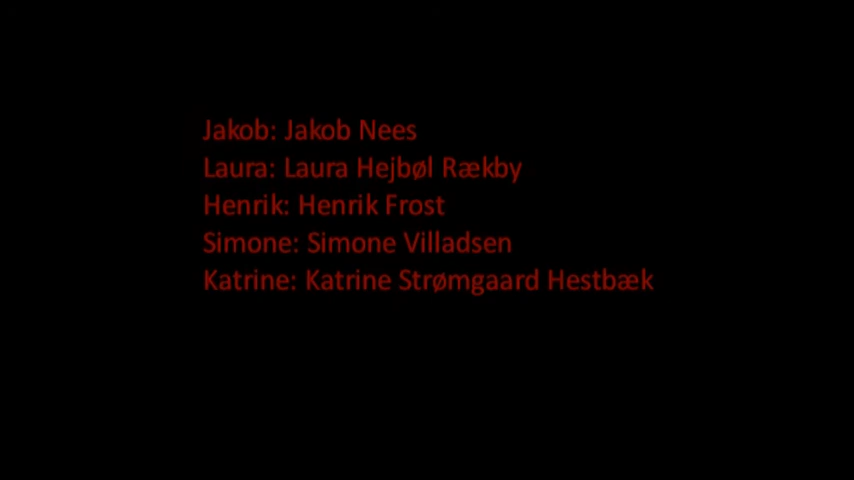 Jakob: Jakob Nees
Laura: Laura Hejbøl Rækby
Henrik: Henrik Frost
Simone: Simone Villadsen
Katrine: Katrine Strømgaard Hestbæk